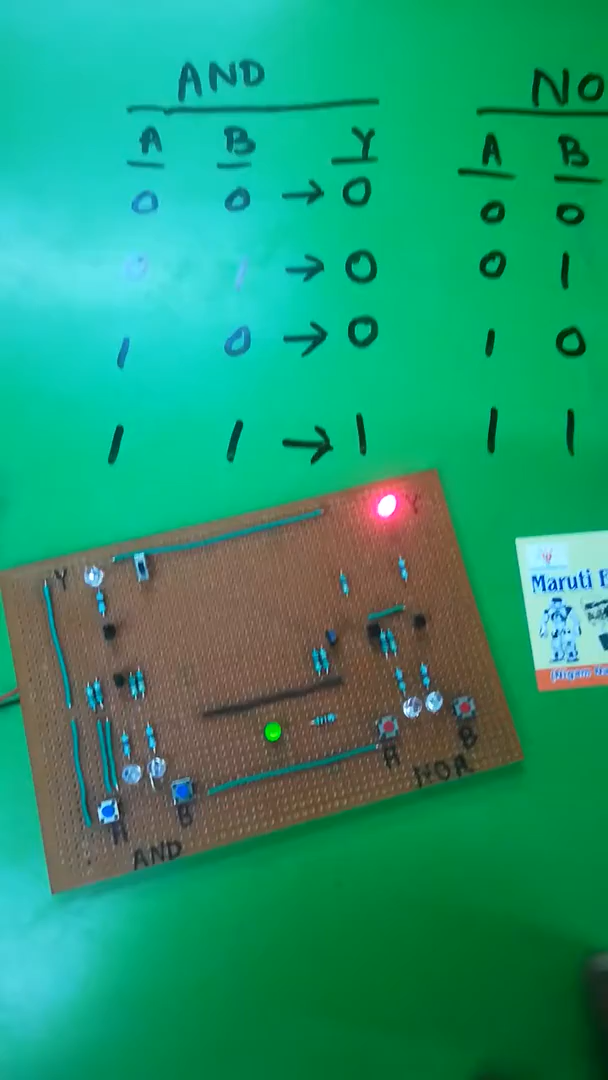 AND
A B Y
0 0 → 0
0 1 → 0
1 0 → 0
1 1 → 1
NO
A B
0 0
0 1
1 0
1 1
Y
Y
A
B
AND
A
B
NOR
Maruti E